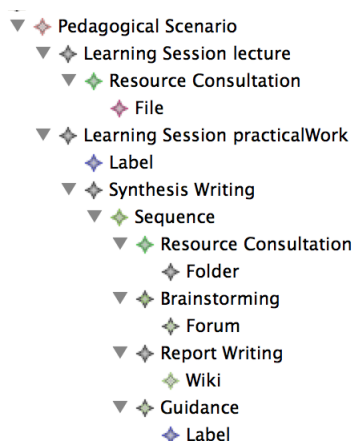 Pedagogical Scenario
Learning Session lecture
Resource Consultation
File
Learning Session practicalWork
Label
Synthesis Writing
Sequence
Resource Consultation
Folder
Brainstorming
Forum
Report Writing
Wiki
Guidance
Label